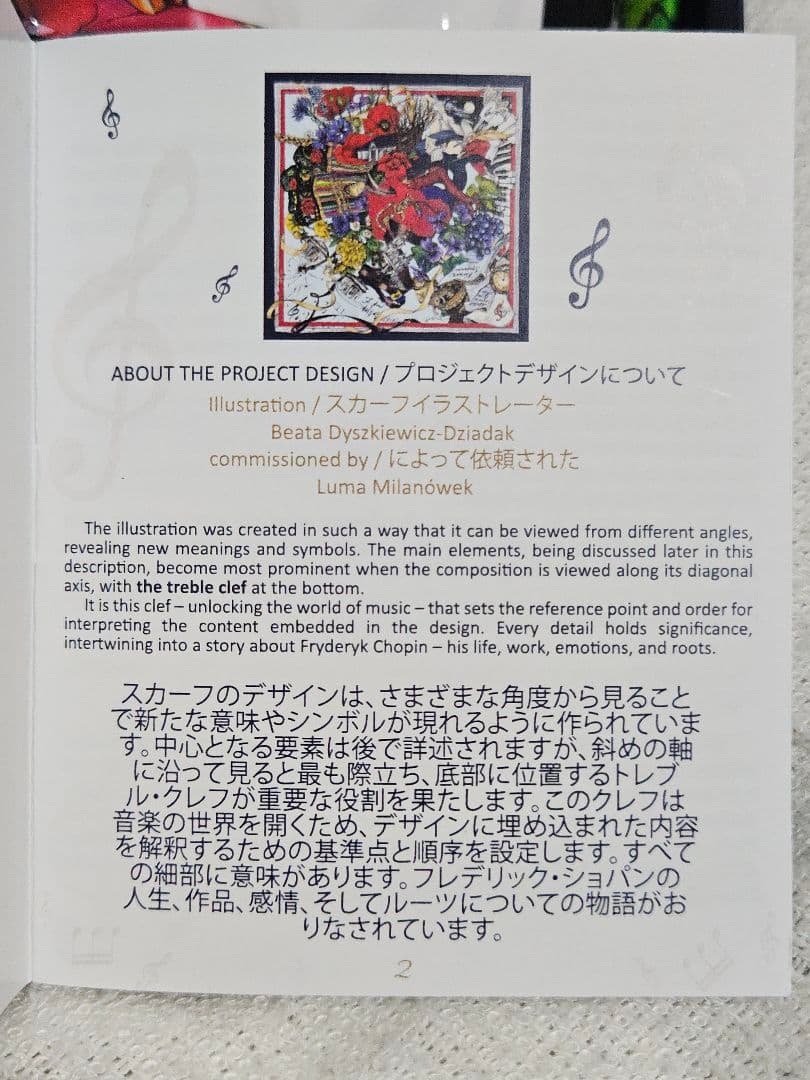 ABOUT THE PROJECT DESIGN / プロジェクトデザインについて
Illustration / スカーフイラストレーター
Beata Dyszkiewicz-Dziadak
commissioned by / によって依頼された
Luma Milanówek
The illustration was created in such a way that it can be viewed from different angles,
revealing new meanings and symbols. The main elements, being discussed later in this
description, become most prominent when the composition is viewed along its diagonal
axis, with the treble clef at the bottom.
It is this clef – unlocking the world of music – that sets the reference point and order for
interpreting the content embedded in the design. Every detail holds significance,
intertwining into a story about Fryderyk Chopin – his life, work, emotions, and roots.
スカーフのデザインは、さまざまな角度から見ること
で新たな意味やシンボルが現れるように作られていま
す。中心となる要素は後で詳述されますが、斜めの軸
に沿って見ると最も際立ち、底部に位置するトレブ
ル・クレフが重要な役割を果たします。このクレフは
音楽の世界を開くため、デザインに埋め込まれた内容
を解釈するための基準点と順序を設定します。すべて
の細部に意味があります。フレデリック・ショパンの
人生、作品、感情、そしてルーツについての物語がお
りなされています。
2